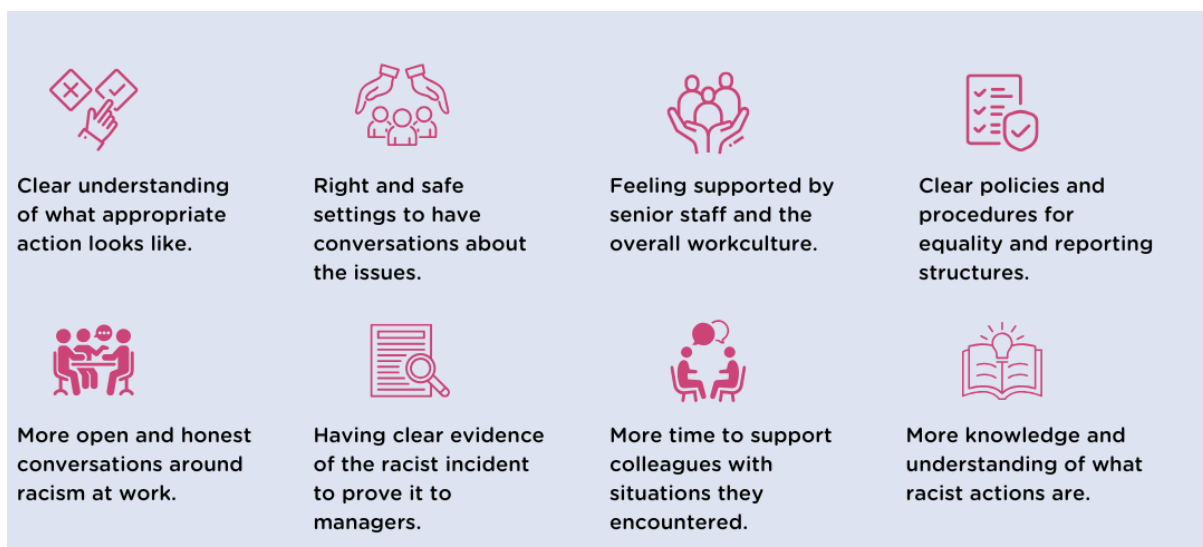 Clear understanding
of what appropriate
action looks like.
Right and safe
settings to have
conversations about
the issues.
Feeling supported by
senior staff and the
overall workculture.
Clear policies and
procedures for
equality and reporting
structures.
More open and honest
conversations around
racism at work.
Having clear evidence
of the racist incident
to prove it to
managers.
More time to support
colleagues with
situations they
encountered.
More knowledge and
understanding of what
racist actions are.